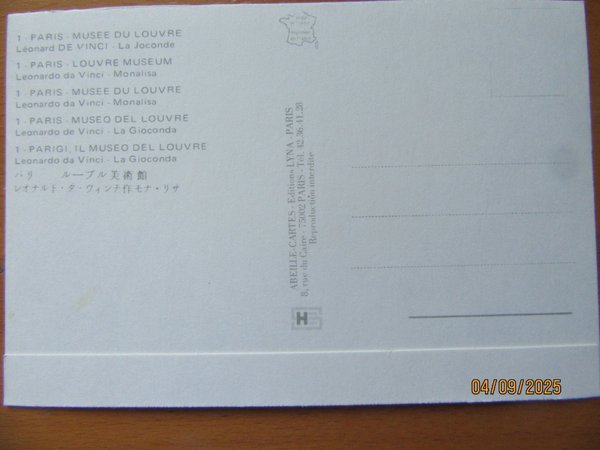 1 - PARIS - MUSEE DU LOUVRE
Léonard DE VINCI - La Joconde
1 - PARIS - LOUVRE MUSEUM
Leonardo da Vinci - Monalisa
1 - PARIS - MUSEU DU LOUVRE
Leonardo da Vinci - Monalisa
1 - PARIS - MUSEO DEL LOUVRE
Leonardo de Vinci - La Gioconda
1 - PARIGI, IL MUSEO DEL LOUVRE
Leonardo da Vinci - La Gioconda
パリ ルーブル美術館
レオナルト・ダ・ヴィンチ作モナ・リザ
ABEILLE-CARTES - Editions LYNA - PARIS
8, rue du Caire - 75002 PARIS - Tél. 42.36.41.28
Reproduction interdite
H
04/09/2025